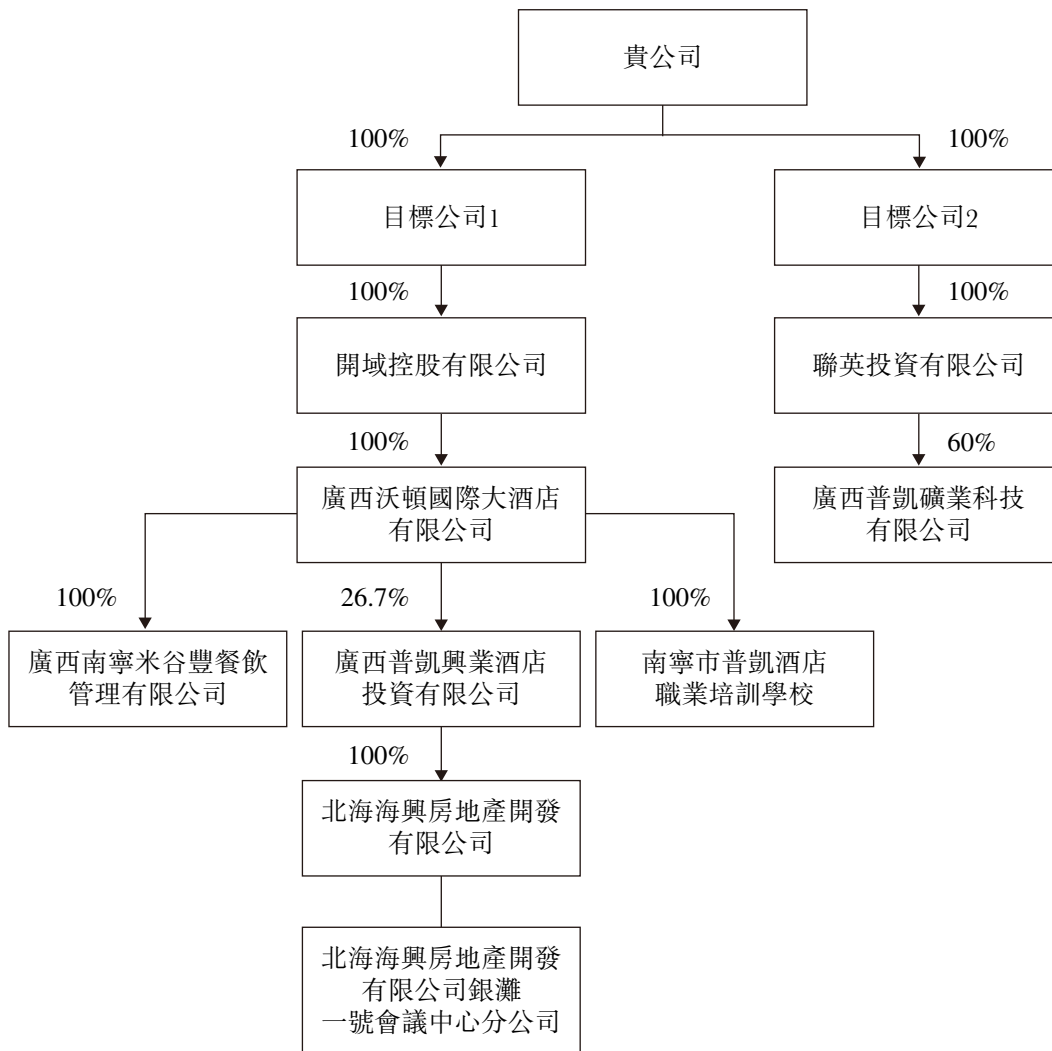 貴公司
100%
100%
目標公司1
目標公司2
100%
100%
開域控股有限公司
聯英投資有限公司
100%
60%
廣西沃頓國際大酒店
有限公司
廣西普凱礦業科技
有限公司
100%
26.7%
100%
廣西南寧米谷豐餐飲
管理有限公司
廣西普凱興業酒店
投資有限公司
南寧市普凱酒店
職業培訓學校
100%
北海海興房地產開發
有限公司
北海海興房地產開發
有限公司銀灘
一號會議中心分公司